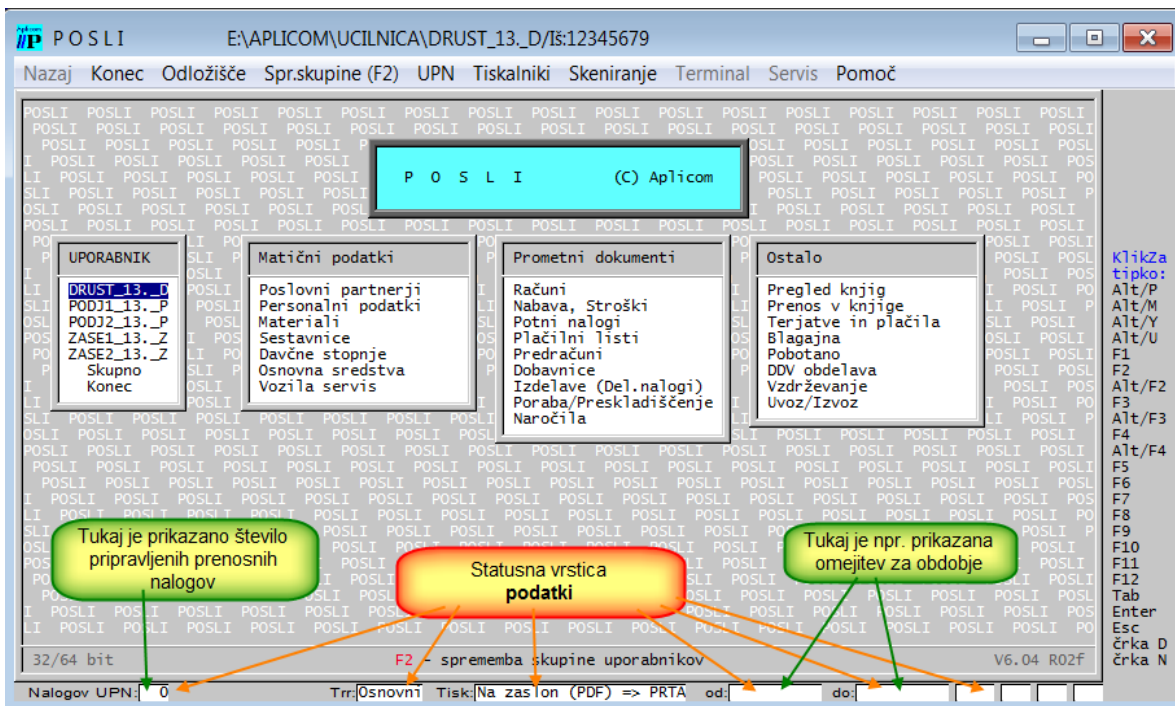 Aplicom
P O S L I E:\APLICOM\UCILNICA\DRUST_13._D/Iš:12345679
Nazaj Konec Odložišče Spr.skupine (F2) UPN Tiskalniki Skeniranje Terminal Servis Pomoč
P O S L I (C) Aplicom
UPORABNIK
DRUST_13._D
PODJ1_13._P
PODJ2_13._P
ZASE1_13._Z
ZASE2_13._Z
Skupno
Konec
Matični podatki
Poslovni partnerji
Personalni podatki
Materiali
Sestavnice
Davčne stopnje
Osnovna sredstva
Vozila servis
Prometni dokumenti
Računi
Nabava, Stroški
Potni nalogi
Plačilni listi
Predračuni
Dobavnice
Izdelave (Del.nalogi)
Poraba/Preskladiščenje
Naročila
Ostalo
Pregled knjig
Prenos v knjige
Terjatve in plačila
Blagajna
Pobotano
DDV obdelava
Vzdrževanje
Uvoz/Izvoz
KlikZa
tipko:
Alt/P
Alt/M
Alt/Y
Alt/U
F1
F2
Alt/F2
F3
Alt/F3
F4
Alt/F4
F5
F6
F7
F8
F9
F10
F11
F12
Tab
Enter
Esc
črka D
črka N
Tukaj je prikazano število
pripravljenih prenosnih
nalogov
Statusna vrstica
podatki
Tukaj je npr. prikazana
omejitev za obdobje
32/64 bit F2 - sprememba skupine uporabnikov V6.04 R02f
Nalogov UPN: 0 Trr:Osnovni Tisk:Na zaslon (PDF) => PRTA od: do: